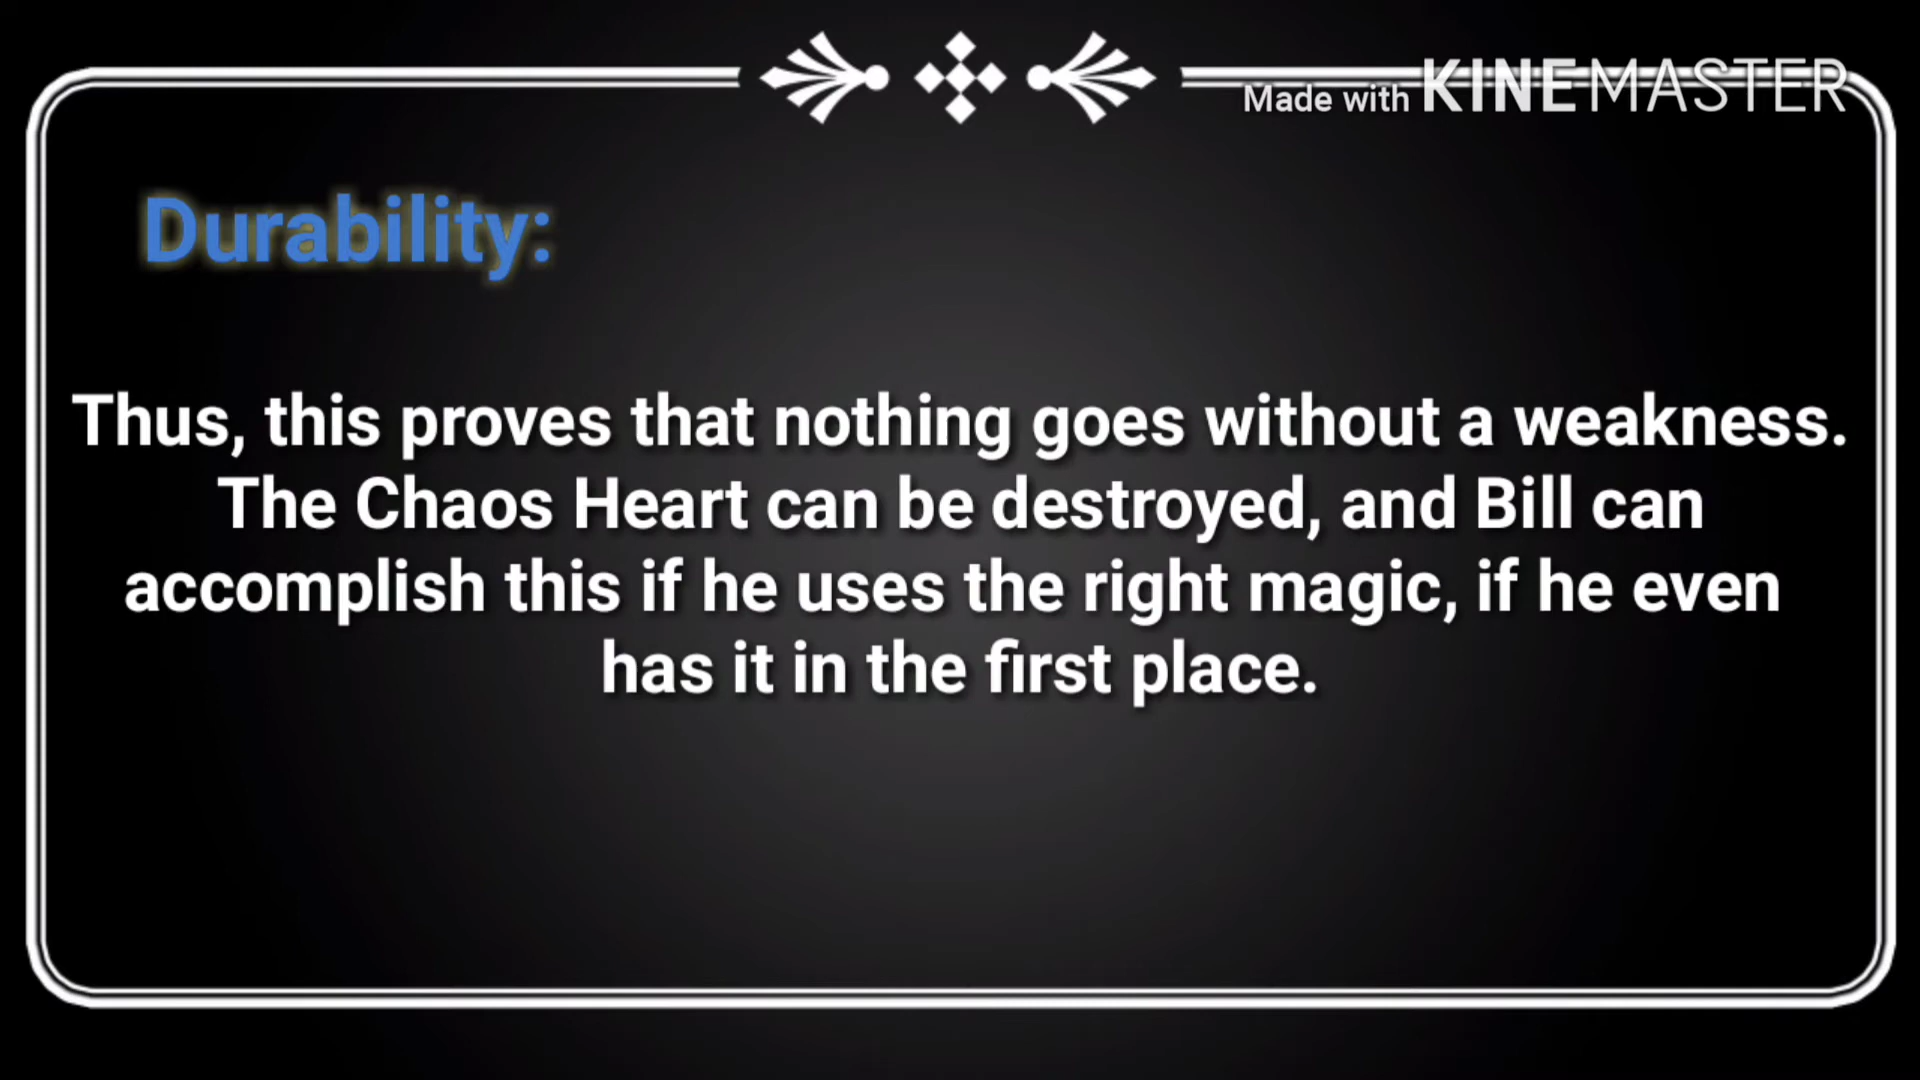 Made with KINEMASTER
Durability:
Thus, this proves that nothing goes without a weakness.
The Chaos Heart can be destroyed, and Bill can
accomplish this if he uses the right magic, if he even
has it in the first place.